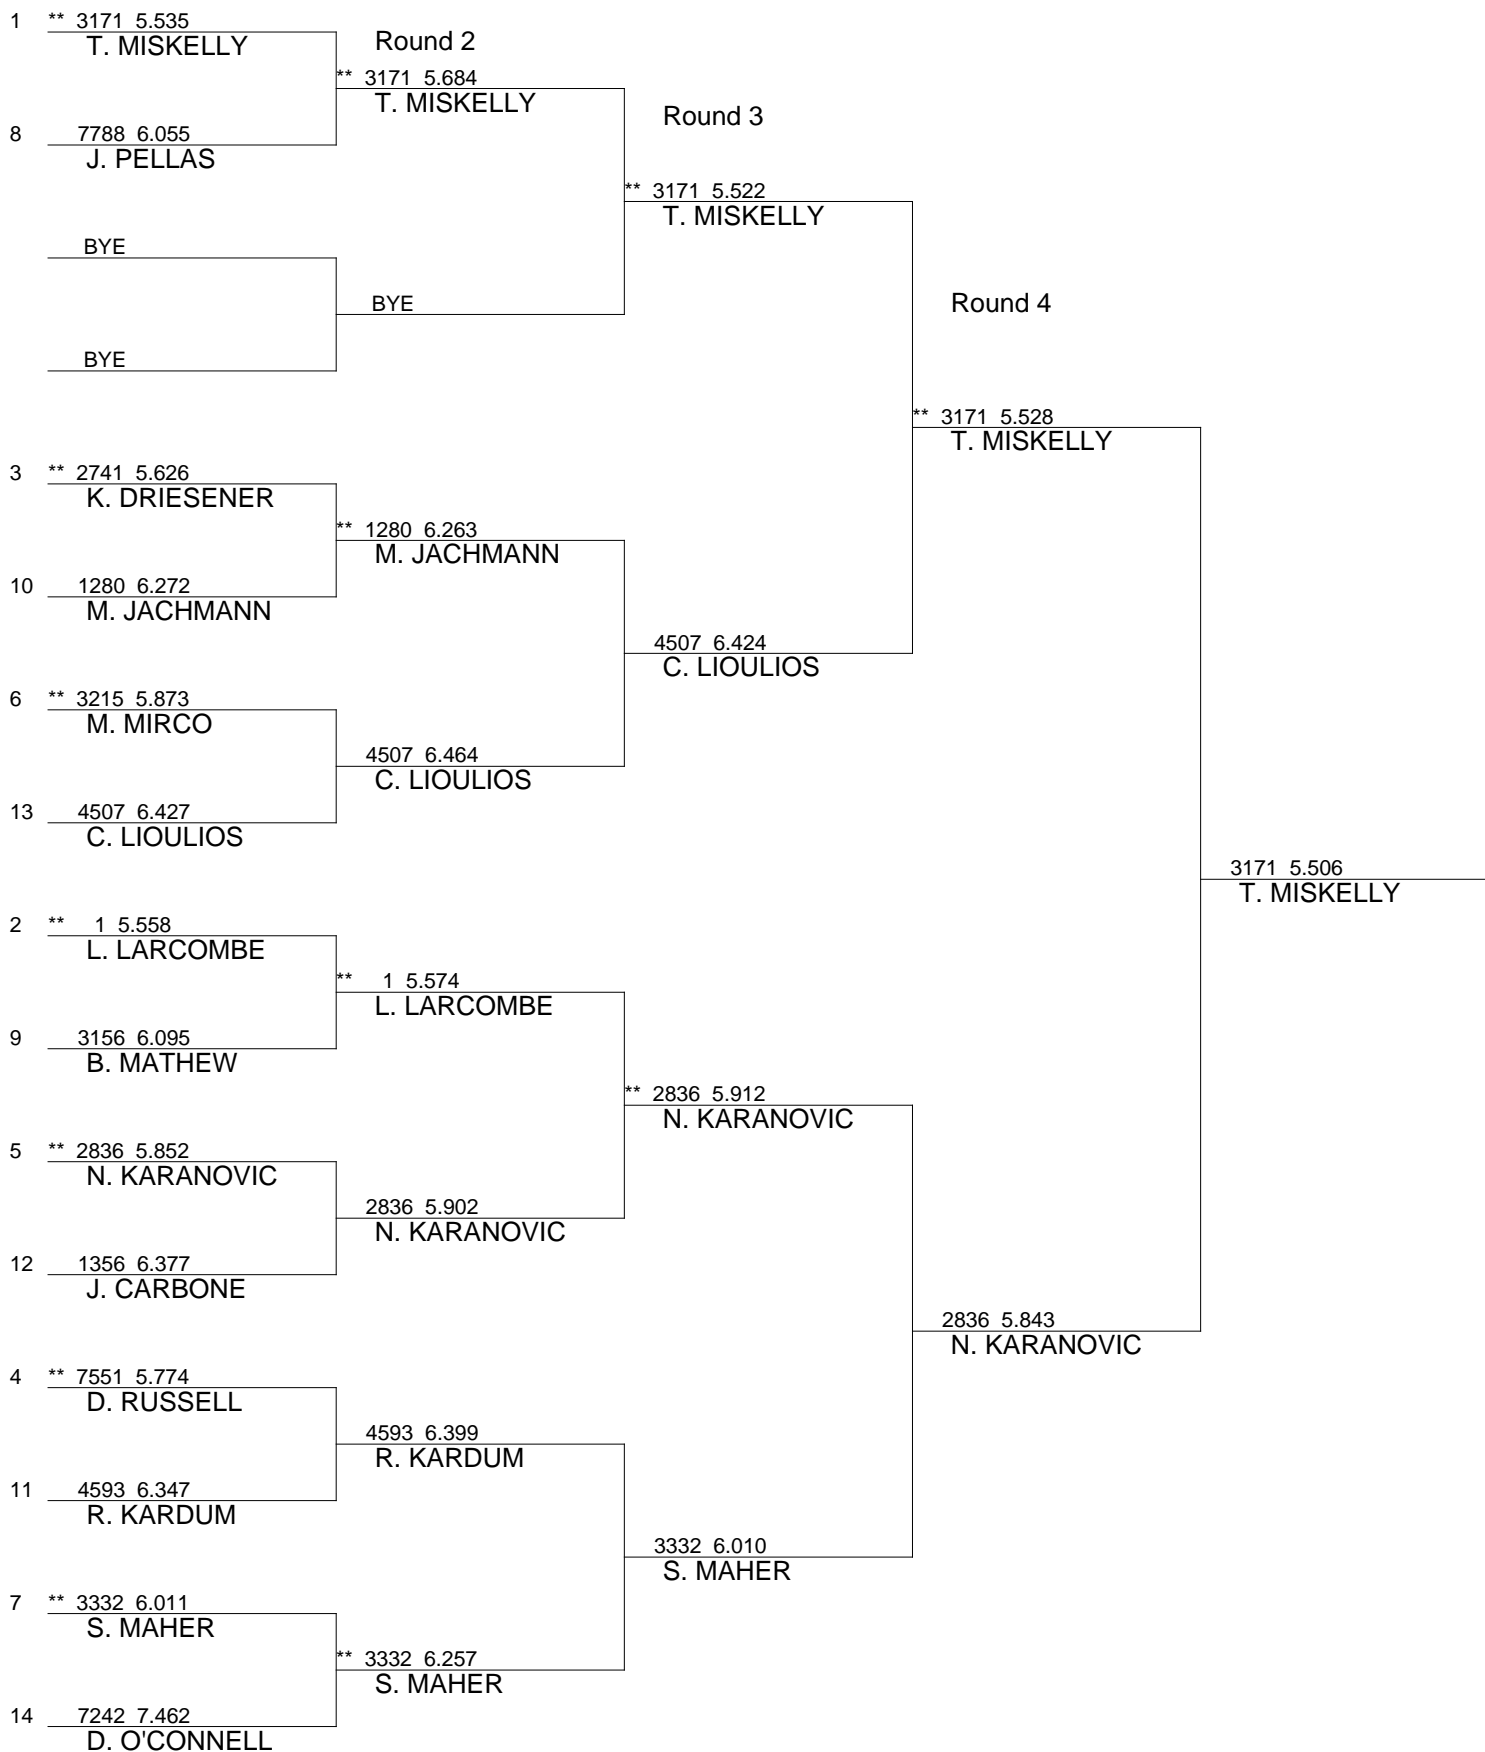 1 ** 3171 5.535
T. MISKELLY
Round 2
** 3171 5.684
T. MISKELLY
Round 3
8 7788 6.055
J. PELLAS
** 3171 5.522
T. MISKELLY
BYE
BYE
Round 4
BYE
** 3171 5.528
T. MISKELLY
3 ** 2741 5.626
K. DRIESENER
** 1280 6.263
M. JACHMANN
10 1280 6.272
M. JACHMANN
4507 6.424
C. LIOULIOS
6 ** 3215 5.873
M. MIRCO
4507 6.464
C. LIOULIOS
13 4507 6.427
C. LIOULIOS
3171 5.506
T. MISKELLY
2 ** 1 5.558
L. LARCOMBE
** 1 5.574
L. LARCOMBE
9 3156 6.095
B. MATHEW
** 2836 5.912
N. KARANOVIC
5 ** 2836 5.852
N. KARANOVIC
2836 5.902
N. KARANOVIC
12 1356 6.377
J. CARBONE
2836 5.843
N. KARANOVIC
4 ** 7551 5.774
D. RUSSELL
4593 6.399
R. KARDUM
11 4593 6.347
R. KARDUM
3332 6.010
S. MAHER
7 ** 3332 6.011
S. MAHER
** 3332 6.257
S. MAHER
14 7242 7.462
D. O'CONNELL